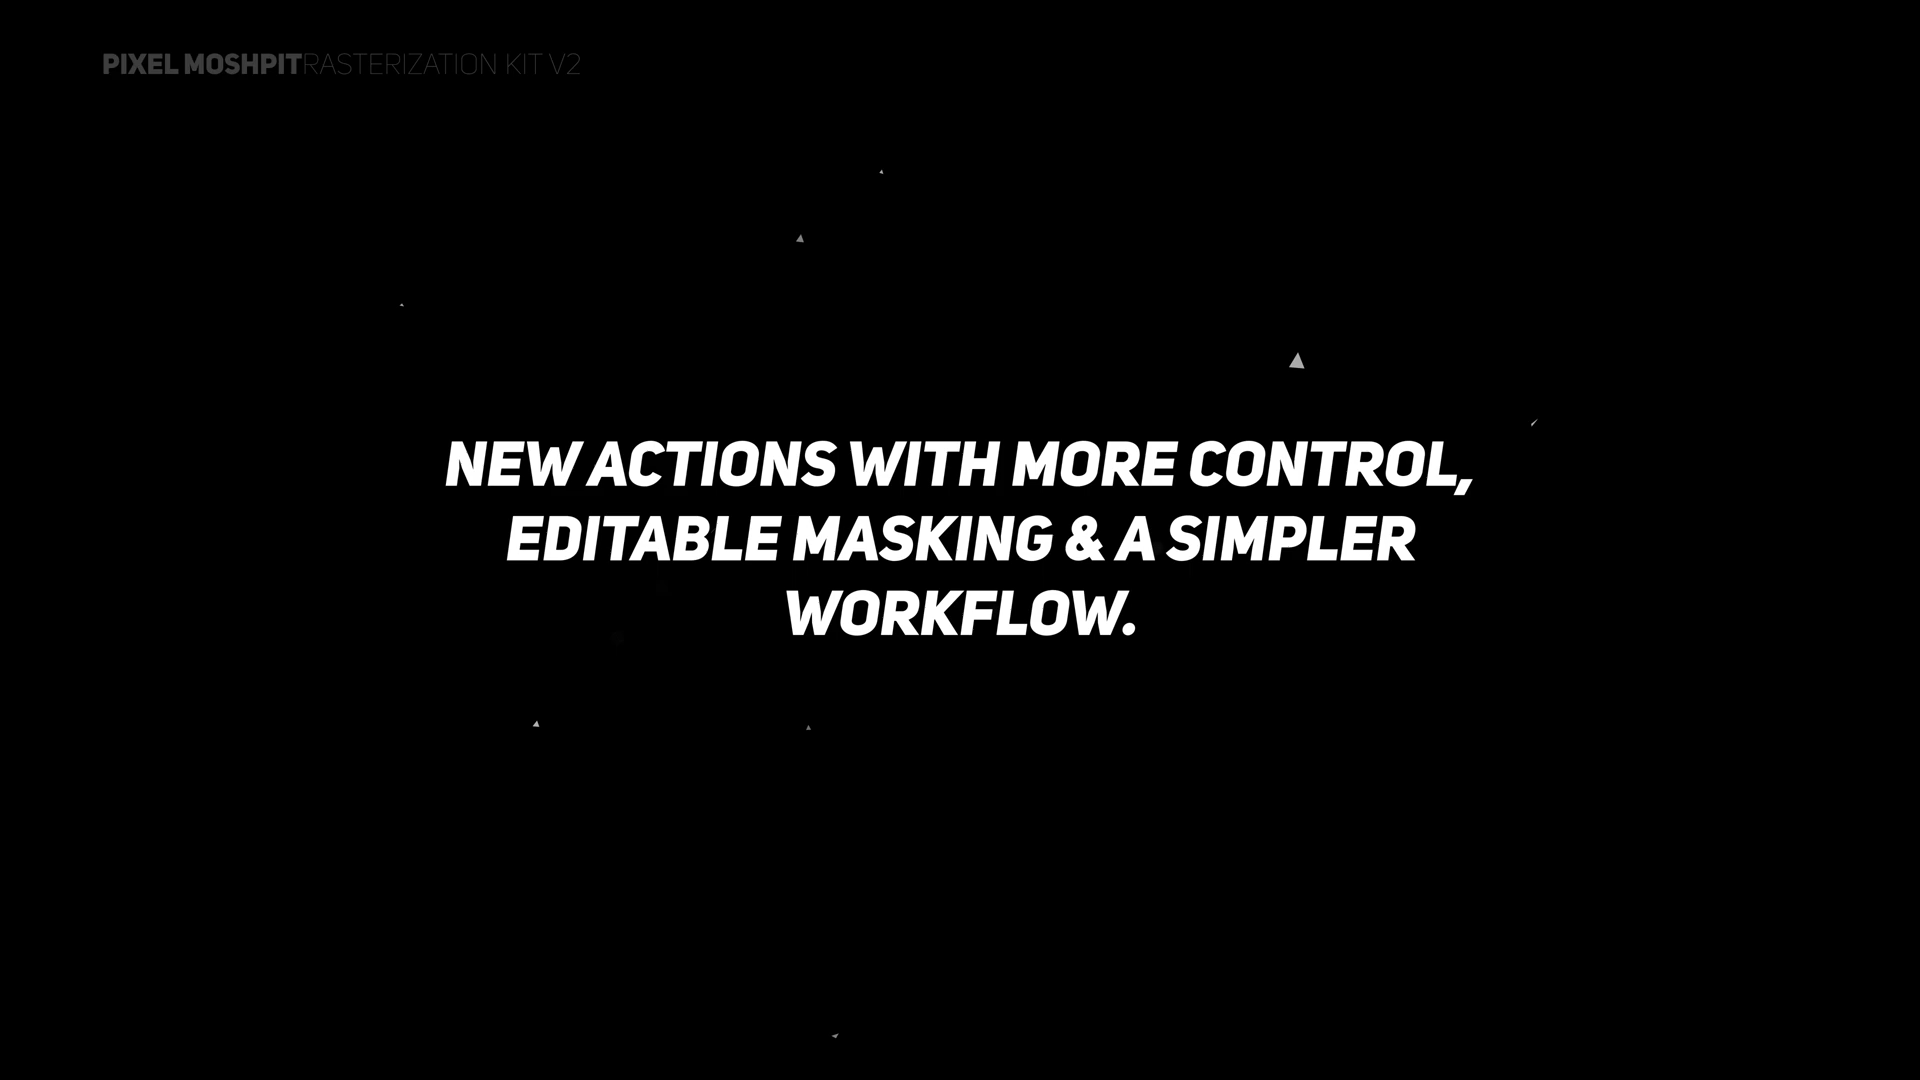 PIXEL MOSHPITRASTERIZATION KIT V2
NEW ACTIONS WITH MORE CONTROL,
EDITABLE MASKING & A SIMPLER
WORKFLOW.